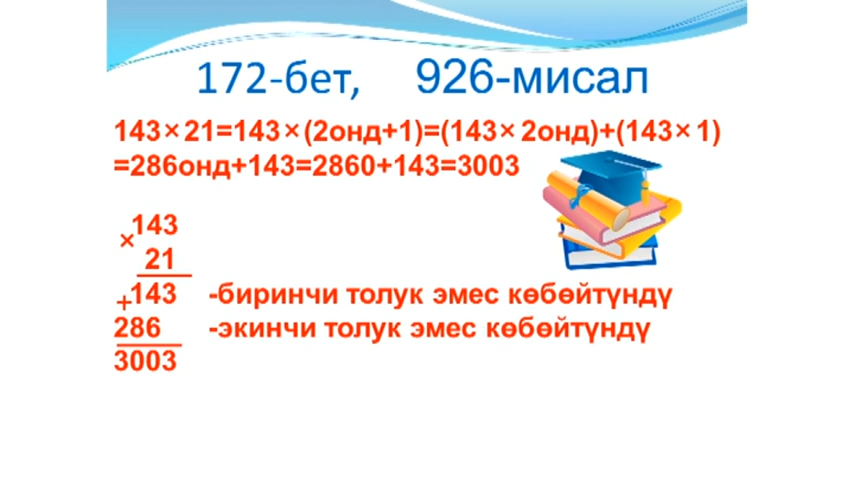 172-бет, 926-мисал
143×21=143×(2онд+1)=(143×2онд)+(143×1)
=286онд+143=2860+143=3003
143
×
21
+143 -биринчи толук эмес көбөйтүндү
286 -экинчи толук эмес көбөйтүндү
3003